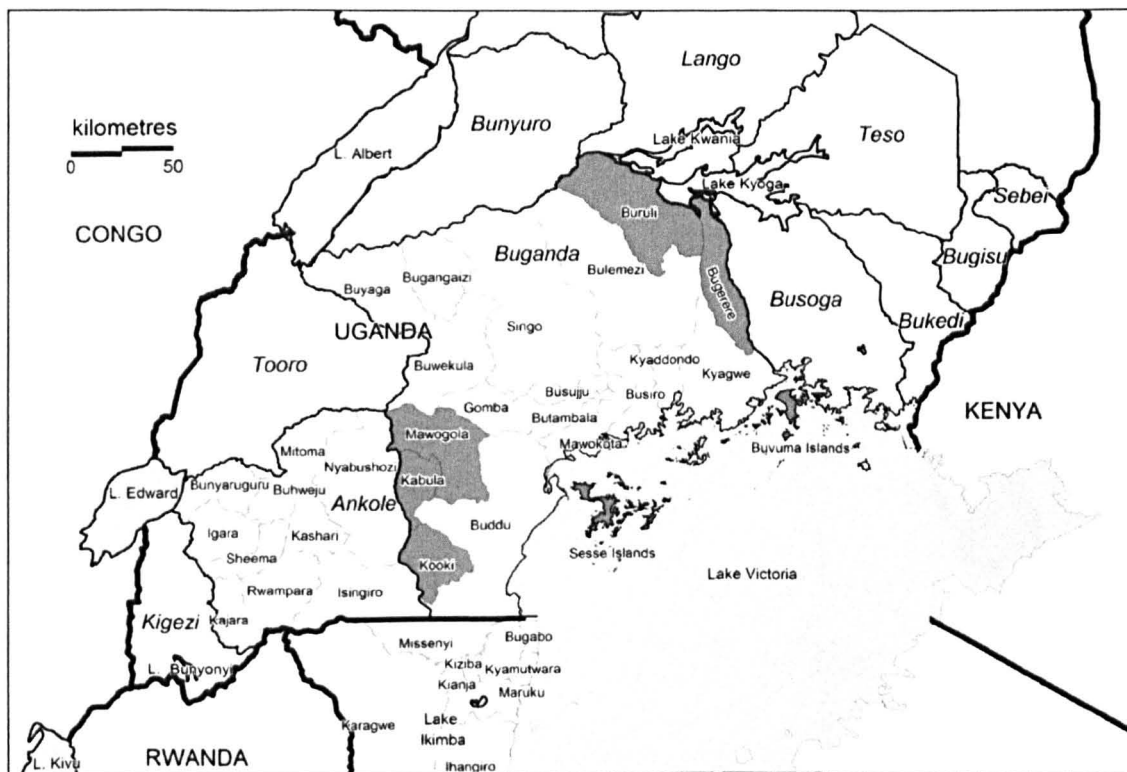 Lango
kilometres
0 50
Bunyuro
Lake Kwania
Teso
L. Albert
Lake Kyoga
Sebei
CONGO
Buruli
Buganda
Bulemezi
Bugisu
Bugangaizi
Buyaga
Bugerere
Busoga
UGANDA
Singo
Bukedi
Tooro
Buwekula
Kyaddondo
Kyagwe
Busujju
Busiro
Gomba
Butambala
KENYA
Mawogola
Mawokota
Buvuma Islands
Mitoma
Nyabushozi
Kabula
L. Edward
Bunyaruguru
Buhweju
Ankole
Buddu
Igara
Kashari
Sheema
Kooki
Sesse Islands
Lake Victoria
Rwampara
Isingiro
Kigezi
Kajara
Missenyi
Bugabo
Kiziba
Kyamutwara
L. Bunyonyi
Kianja
Maruku
Karagwe
Lake
Ikimba
L. Kivu
RWANDA
Ihangiro